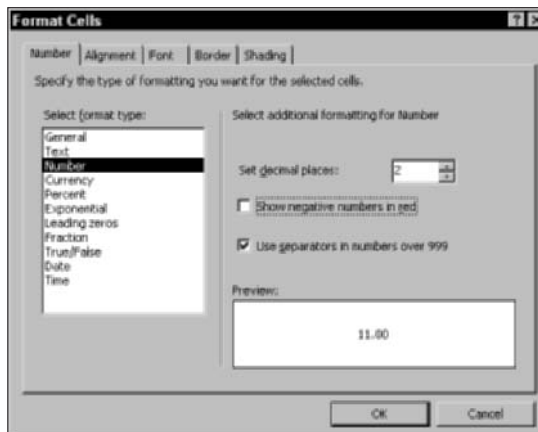 Format Cells
Number Alignment Font Border Shading
Specify the type of formatting you want for the selected cells.
Select format type:
General
Text
Number
Currency
Percent
Exponential
Leading zeros
Fraction
True/False
Date
Time
Select additional formatting for Number
Set decimal places: 2
Show negative numbers in red
Use separators in numbers over 999
Preview:
11.00
OK Cancel